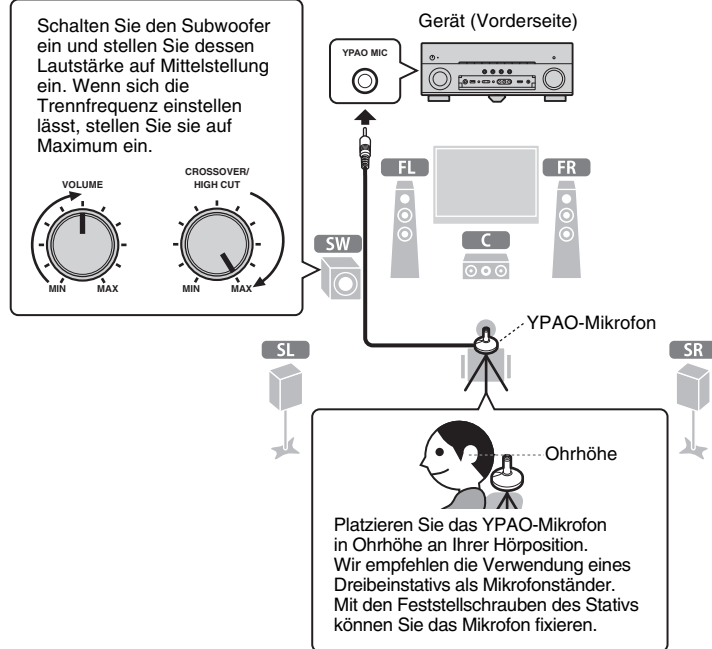 Schalten Sie den Subwoofer
ein und stellen Sie dessen
Lautstärke auf Mittelstellung
ein. Wenn sich die
Trennfrequenz einstellen
lässt, stellen Sie sie auf
Maximum ein.
VOLUME
MIN
MAX
CROSSOVER/
HIGH CUT
MIN
MAX
Gerät (Vorderseite)
YPAO MIC
FL
FR
SW
C
YPAO-Mikrofon
SL
SR
Ohrhöhe
Platzieren Sie das YPAO-Mikrofon
in Ohrhöhe an Ihrer Hörposition.
Wir empfehlen die Verwendung eines
Dreibeinstativs als Mikrofonständer.
Mit den Feststellschrauben des Stativs
können Sie das Mikrofon fixieren.